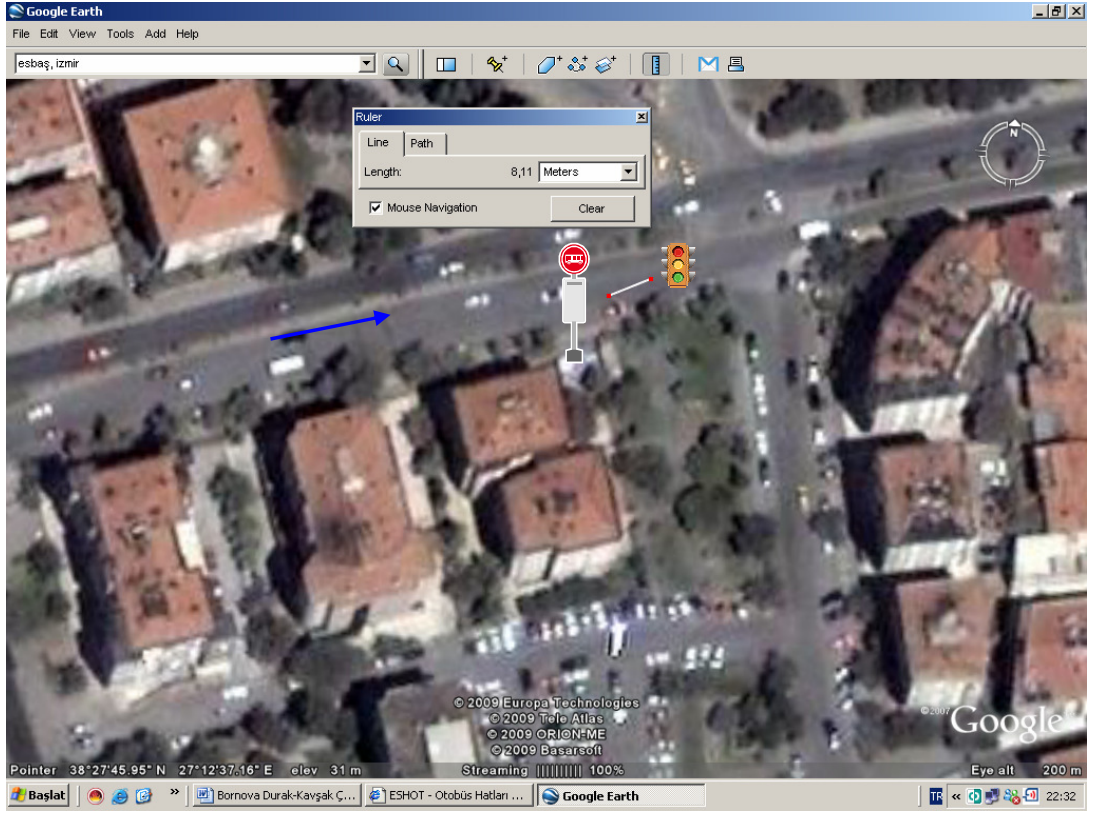 Google Earth
File Edit View Tools Add Help
esbaş, izmir
Ruler
Line Path
Length: 8,11 Meters
Mouse Navigation Clear
N
© 2009 Europa Technologies
© 2009 Tele Atlas
© 2009 ORION-ME
© 2009 Basarsoft
©2007 Google
Pointer 38°27'45.95" N 27°12'37.16" E elev 31 m Streaming ||||||||| 100% Eye alt 200 m
Başlat » Bornova Durak-Kavşak Ç... ESHOT - Otobüs Hatları ... Google Earth TR « 22:32